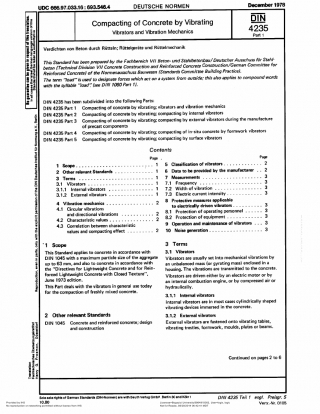 UDC 666.97.033.16 : 693.546.4
DEUTSCHE NORMEN
December 1978
Compacting of Concrete by Vibrating
Vibrators and Vibration Mechanics
DIN
4235
Part 1
Verdichten von Beton durch Rütteln; Rüttelgeräte und Rüttelmechanik
This Standard has been prepared by the Fachbereich VII Beton- und Stahlbetonbau/Deutscher Ausschuss für Stahl-
beton (Technical Division VII Concrete Construction and Reinforced Concrete Construction/German Committee for
Reinforced Concrete) of the Normenausschuss Bauwesen (Standards Committee Building Practice).
The term "load" is used to designate forces which act on a system from outside; this also applies to compound words
with the syllable "load" (see DIN 1080 Part 1).
DIN 4235 has been subdivided into the following Parts:
DIN 4235 Part 1 Compacting of concrete by vibrating; vibrators and vibration mechanics
DIN 4235 Part 2 Compacting of concrete by vibrating; compacting by internal vibrators
DIN 4235 Part 3 Compacting of concrete by vibrating; compacting by external vibrators during the manufacture
of precast components
DIN 4235 Part 4 Compacting of concrete by vibrating; compacting of in-situ concrete by formwork vibrators
DIN 4235 Part 5 Compacting of concrete by vibrating; compacting by surface vibrators
Contents
Page
1 Scope 1
2 Other relevant Standards 1
3 Terms 1
3.1 Vibrators 1
3.1.1 Internal vibrators 1
3.1.2 External vibrators 1
4 Vibration mechanics 2
4.1 Circular vibrations
and directional vibrations 2
4.2 Characteristic values 2
4.3 Correlation between characteristic
values and compacting effect 2
Page
5 Classification of vibrators 2
6 Data to be provided by the manufacturer 2
7 Measurements 3
7.1 Frequency 3
7.2 Width of vibration 3
7.3 Electric current intensity 3
8 Protective measures applicable
to electrically driven vibrators 3
8.1 Protection of operating personnel 3
8.2 Protection of equipment 3
9 Operation and maintenance of vibrators 3
10 Noise generation 3
1 Scope
This Standard applies to concrete in accordance with
DIN 1045 with a maximum particle size of the aggregate
up to 63 mm, and also to concrete in accordance with
the "Directives for Lightweight Concrete and for Rein-
forced Lightweight Concrete with Closed Texture",
June 1973 edition.
This Part deals with the vibrators in general use today
for the compaction of freshly mixed concrete.
2 Other relevant Standards
DIN 1045 Concrete and reinforced concrete; design
and construction
3 Terms
3.1 Vibrators
Vibrators are usually set into mechanical vibrations by
an unbalanced mass (or gyrating mass) enclosed in a
housing. The vibrations are transmitted to the concrete.
Vibrators are driven either by an electric motor or by
an internal combustion engine, or by compressed air or
hydraulically.
3.1.1 Internal vibrators
Internal vibrators are in most cases cylindrically shaped
vibrating devices immersed in the concrete.
3.1.2 External vibrators
External vibrators are fastened onto vibrating tables,
vibrating trestles, formwork, moulds, plates or beams.
Continued on pages 2 to 6
DIN 4235 Teil 1 engl. Preisgr. 5
10.80
Vertr.-Nr. 0105